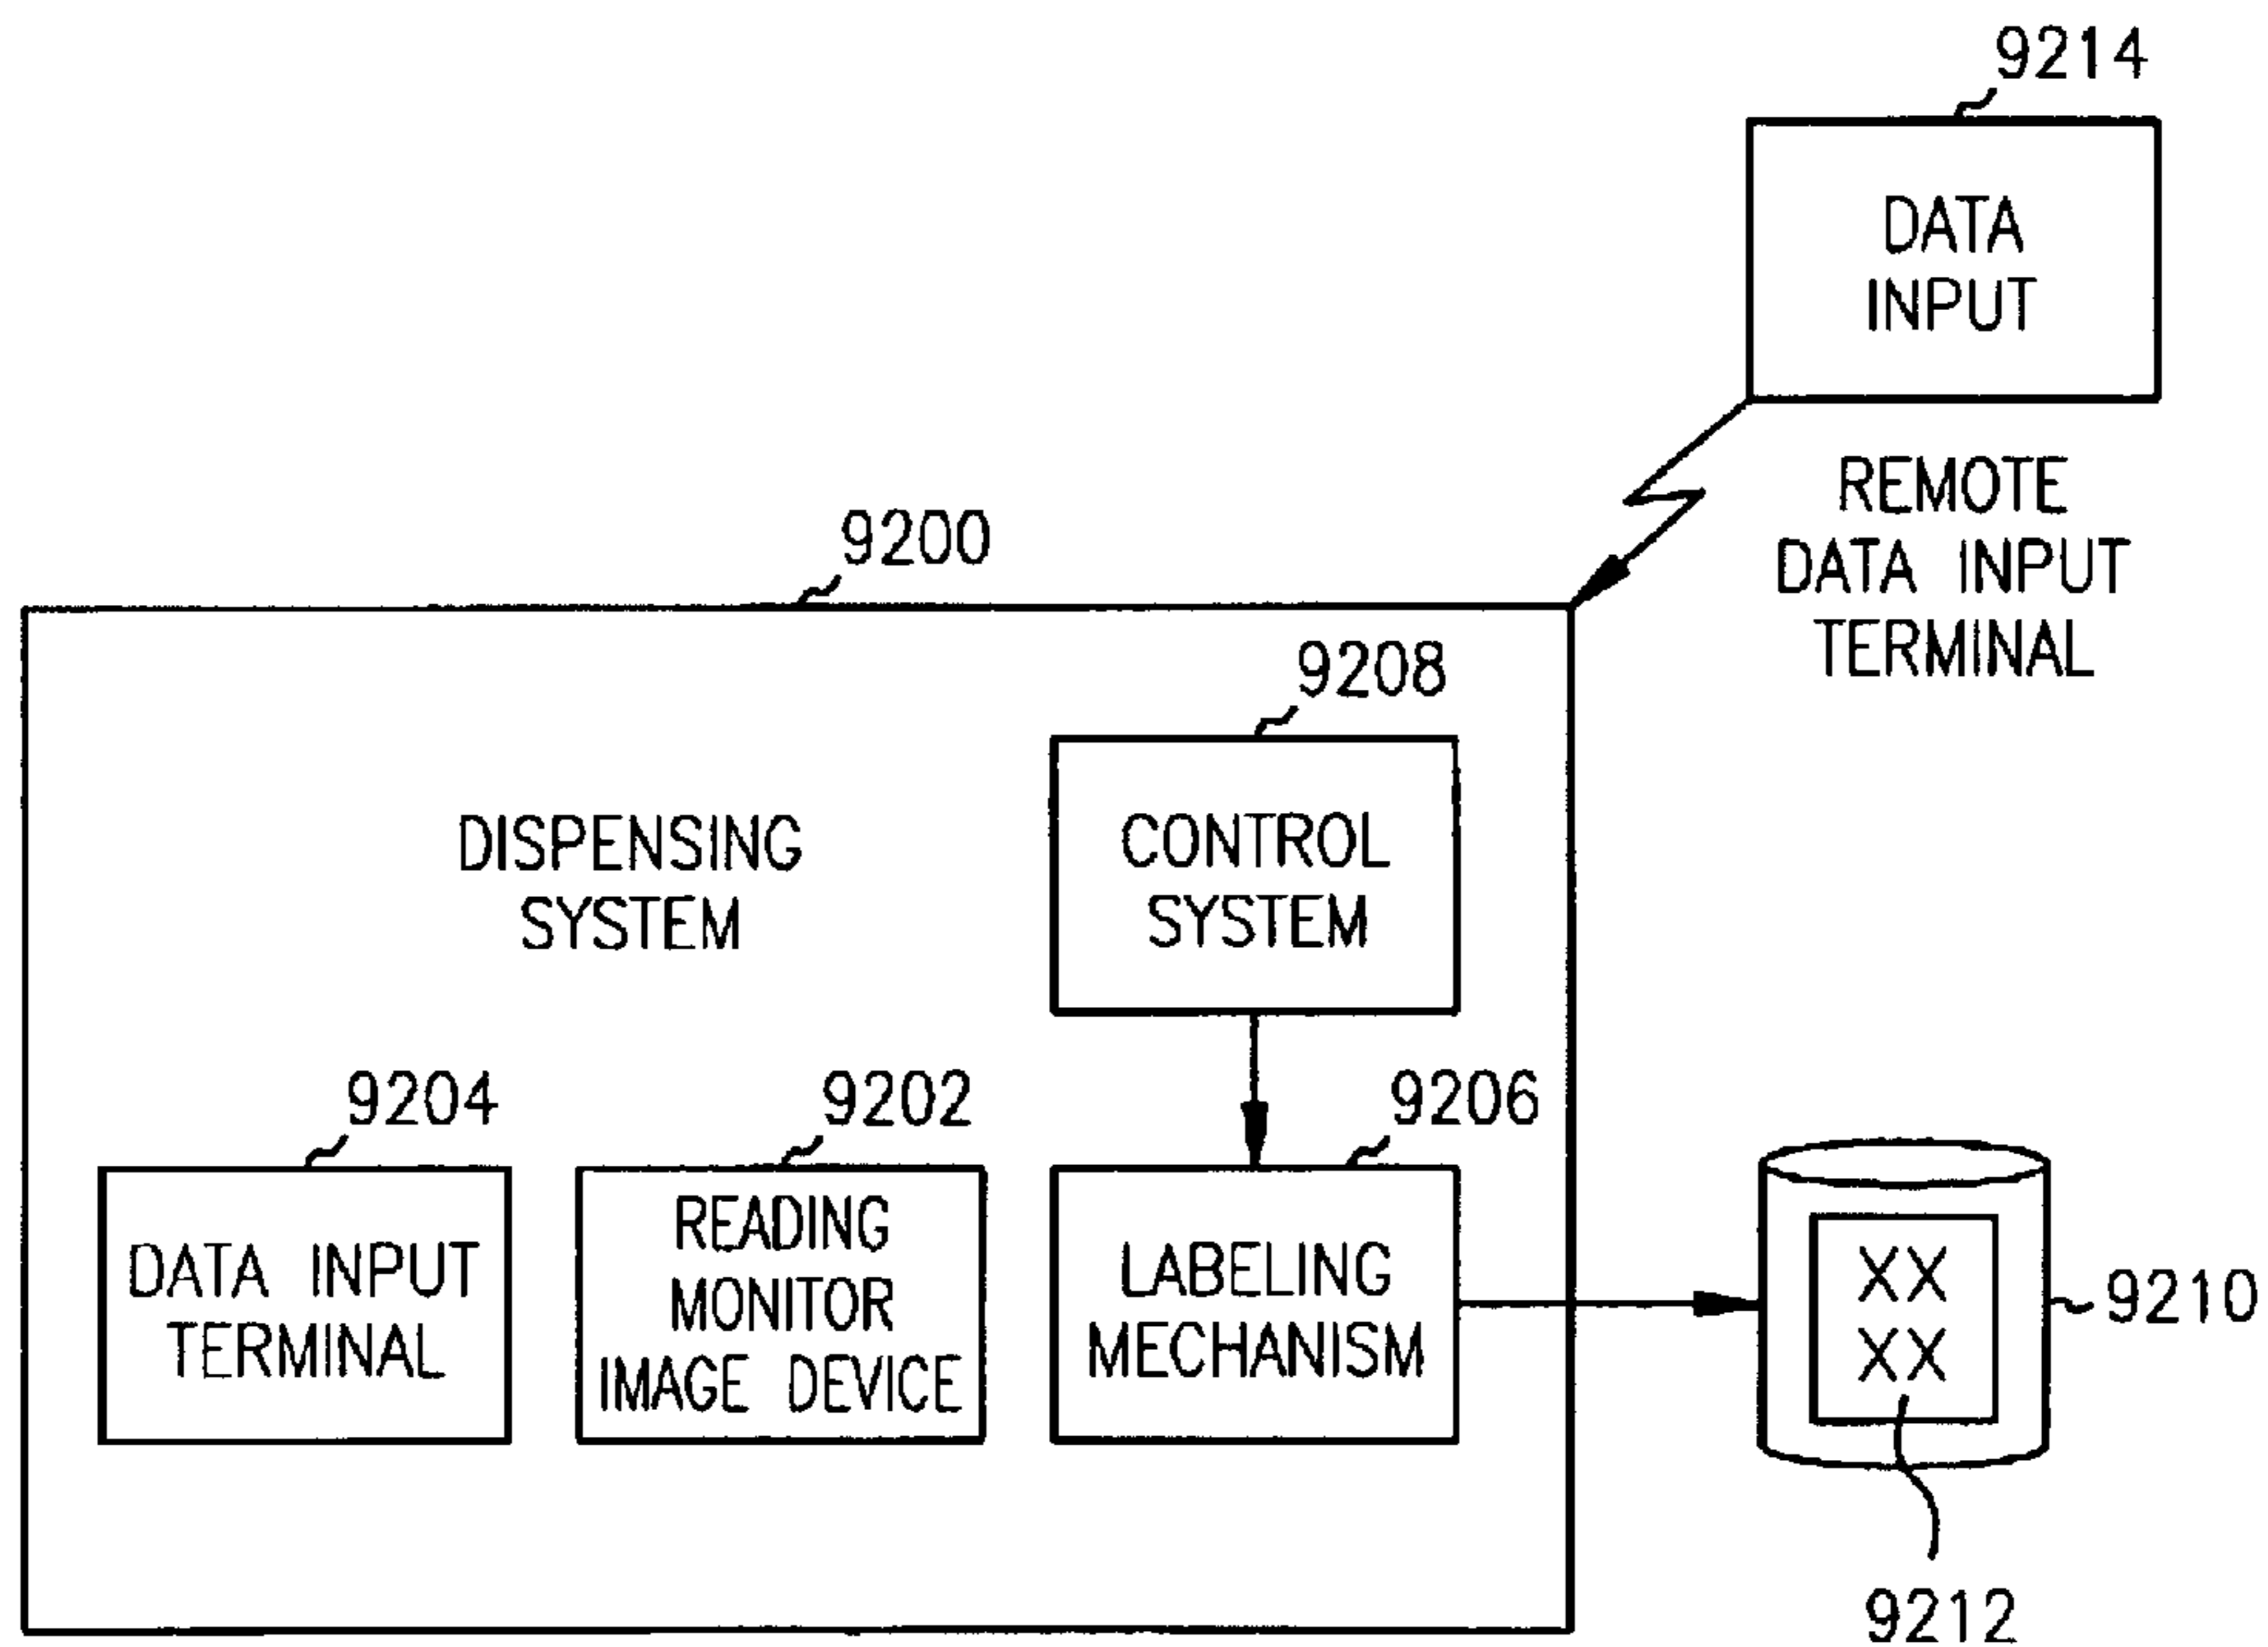 9214
DATA
INPUT
REMOTE
DATA INPUT
TERMINAL
9200
9208
DISPENSING
SYSTEM
CONTROL
SYSTEM
9204
9202
9206
DATA INPUT
TERMINAL
READING
MONITOR
IMAGE DEVICE
LABELING
MECHANISM
XX
XX
9210
9212